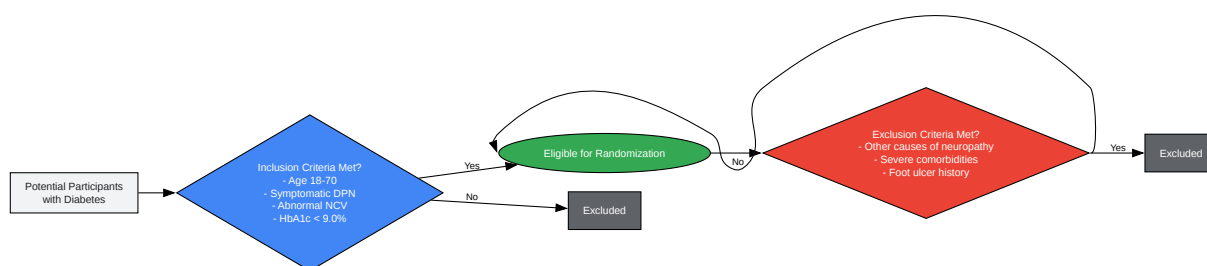 Potential Participants
with Diabetes
Inclusion Criteria Met?
- Age 18-70
- Symptomatic DPN
- Abnormal NCV
- HbA1c < 9.0%
Yes
No
Eligible for Randomization
Excluded
No
Exclusion Criteria Met?
- Other causes of neuropathy
- Severe comorbidities
- Foot ulcer history
Yes
Excluded